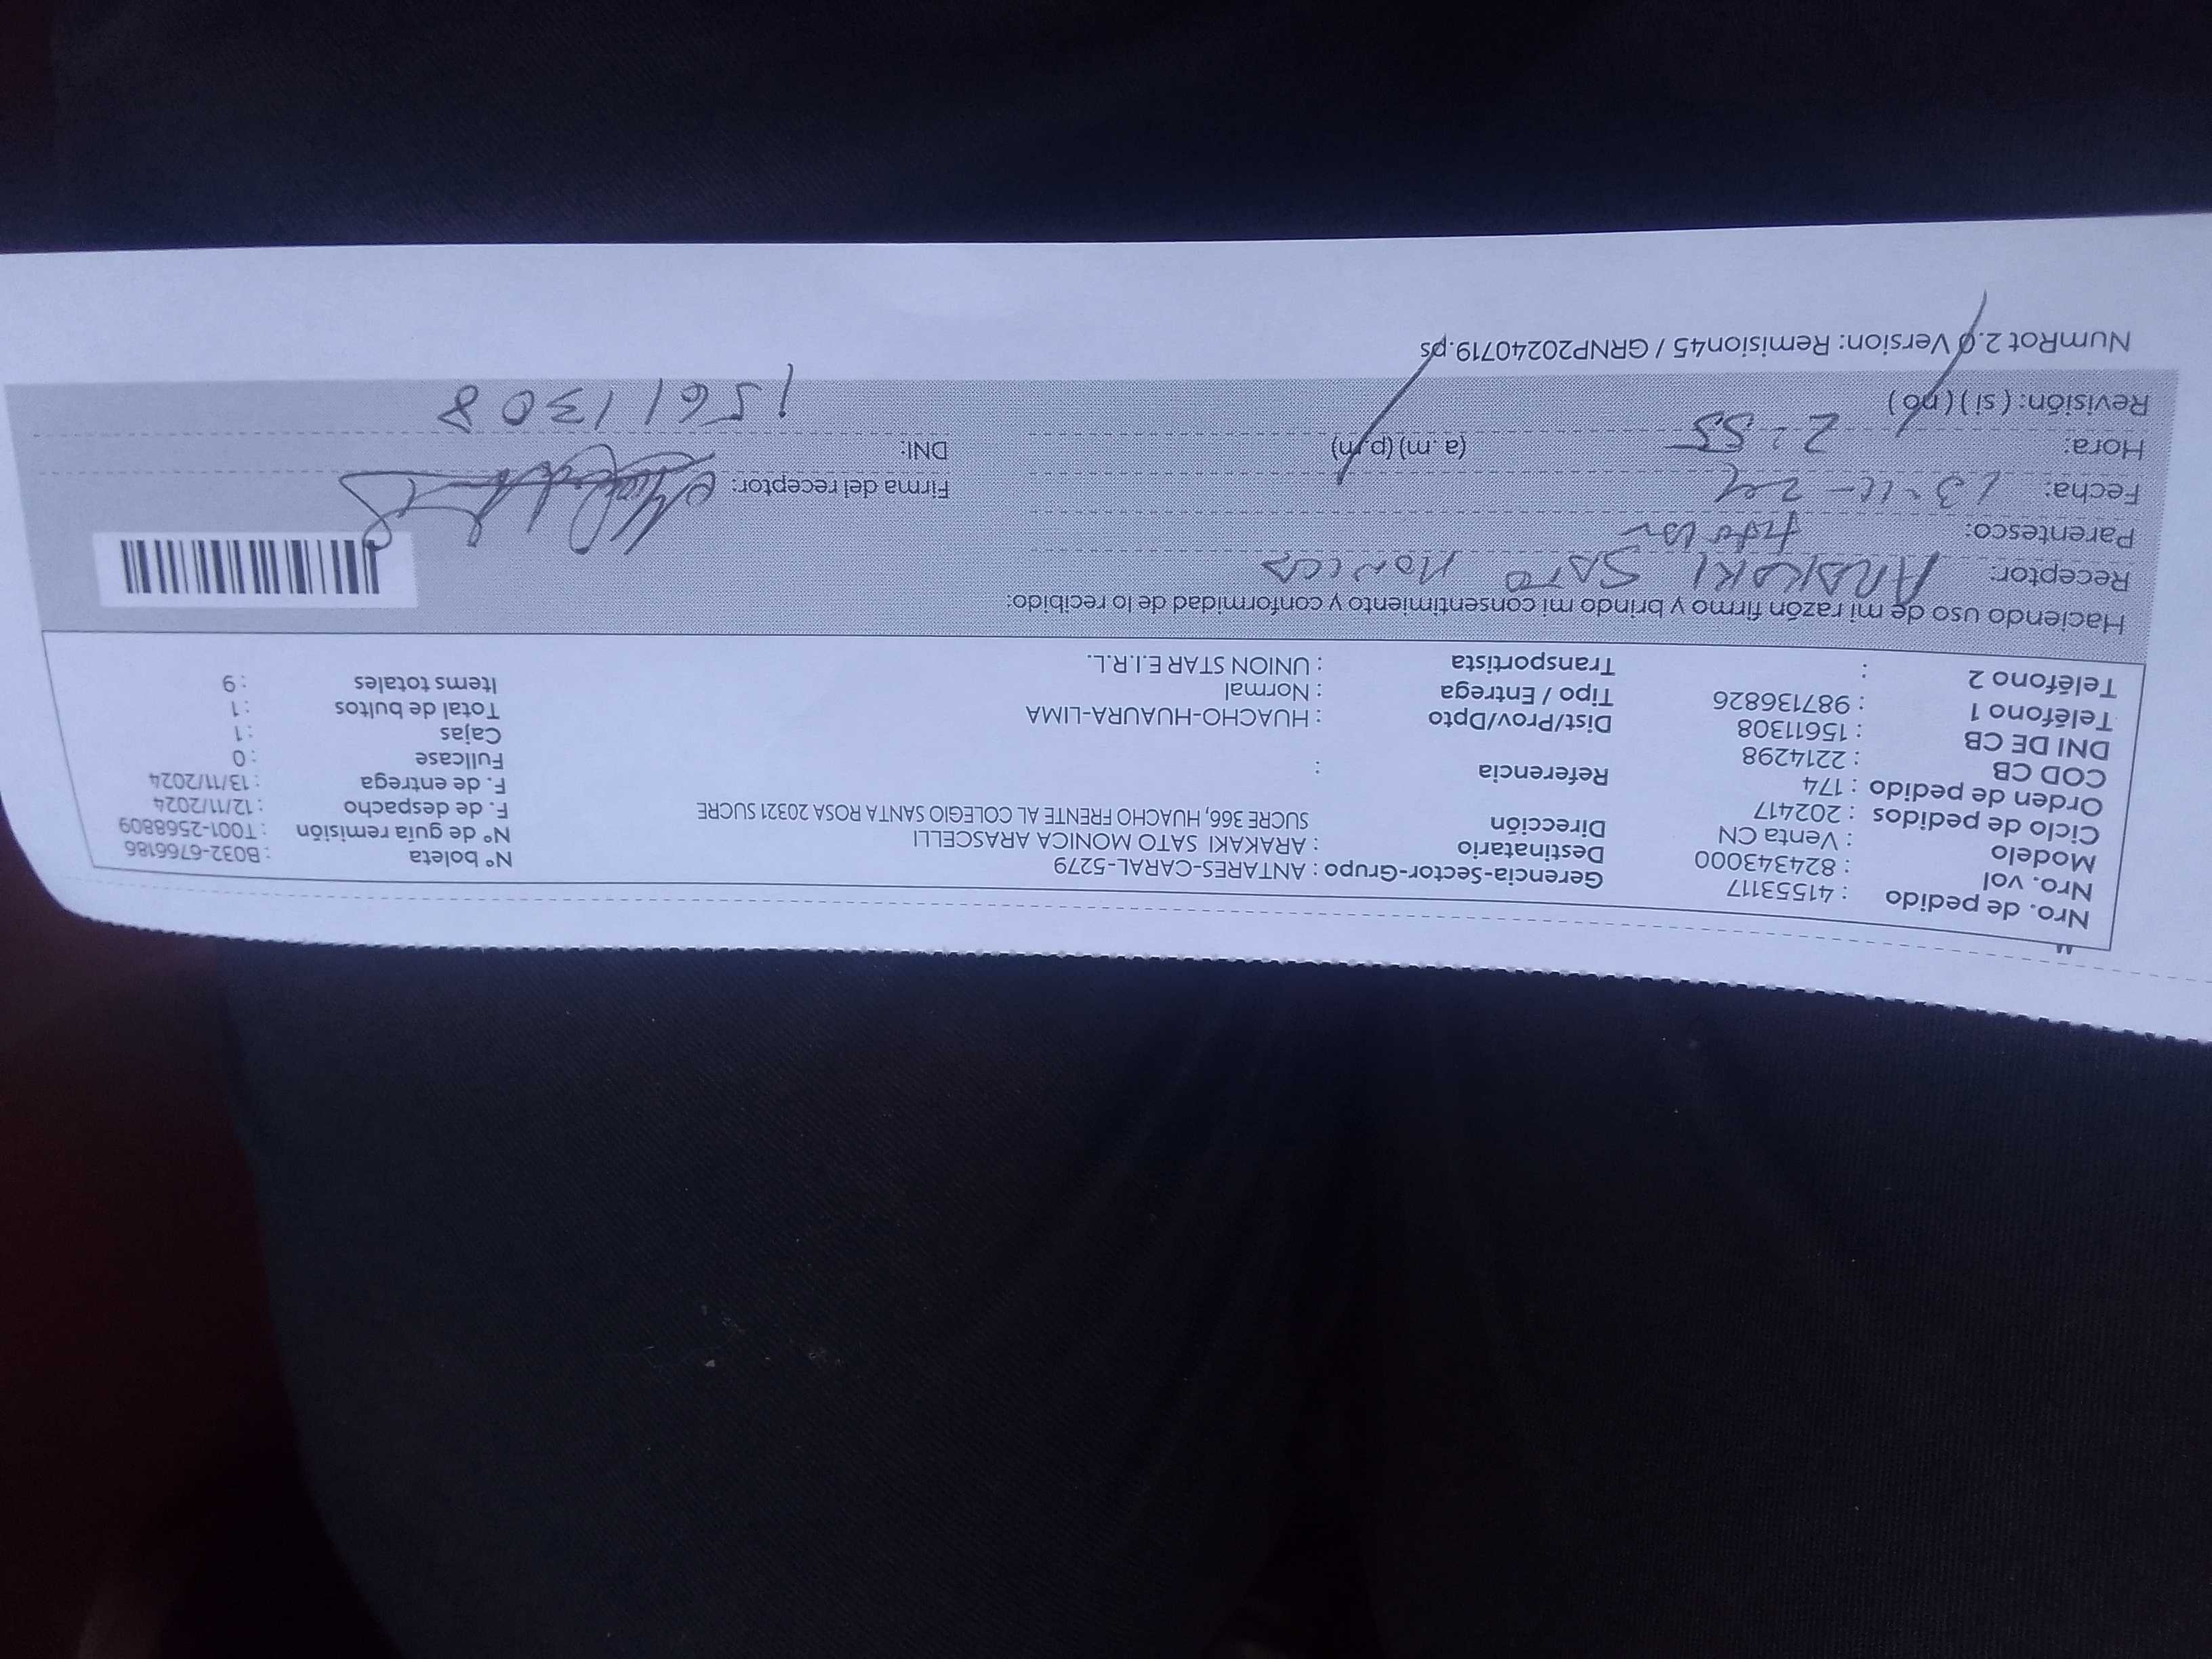 Nro. de pedido : 41553117
Nro. vol : 824343000
Modelo : Venta CN
Ciclo de pedidos : 202417
Orden de pedido : 174
COD CB : 2214298
DNI DE CB : 15611308
Teléfono 1 : 987136826
Teléfono 2 :
Gerencia-Sector-Grupo : ANTARES-CARAL-5279
Destinatario : ARAKAKI SATO MONICA ARASCELLI
Dirección SUCRE 366, HUACHO FRENTE AL COLEGIO SANTA ROSA 20321 SUCRE
Referencia :
Dist/Prov/Dpto : HUACHO-HUAURA-LIMA
Tipo / Entrega : Normal
Transportista : UNION STAR E.I.R.L.
N° boleta : B032-6766186
N° de guía remisión : T001-2568809
F. de despacho : 12/11/2024
F. de entrega : 13/11/2024
Fullcase : 0
Cajas : 1
Total de bultos : 1
Items totales : 9
Haciendo uso de mi razón firmo y brindo mi consentimiento y conformidad de lo recibido:
Receptor: ARAKAKI SATO MONICA
Parentesco: titular
Fecha: 13-11-24
Hora: 2:55 (a.m) (p.m)
Revisión: (si) (no)
Firma del receptor:
DNI: 15611308
NumRot 2.0 Version: Remision45 / GRNP20240719.ps